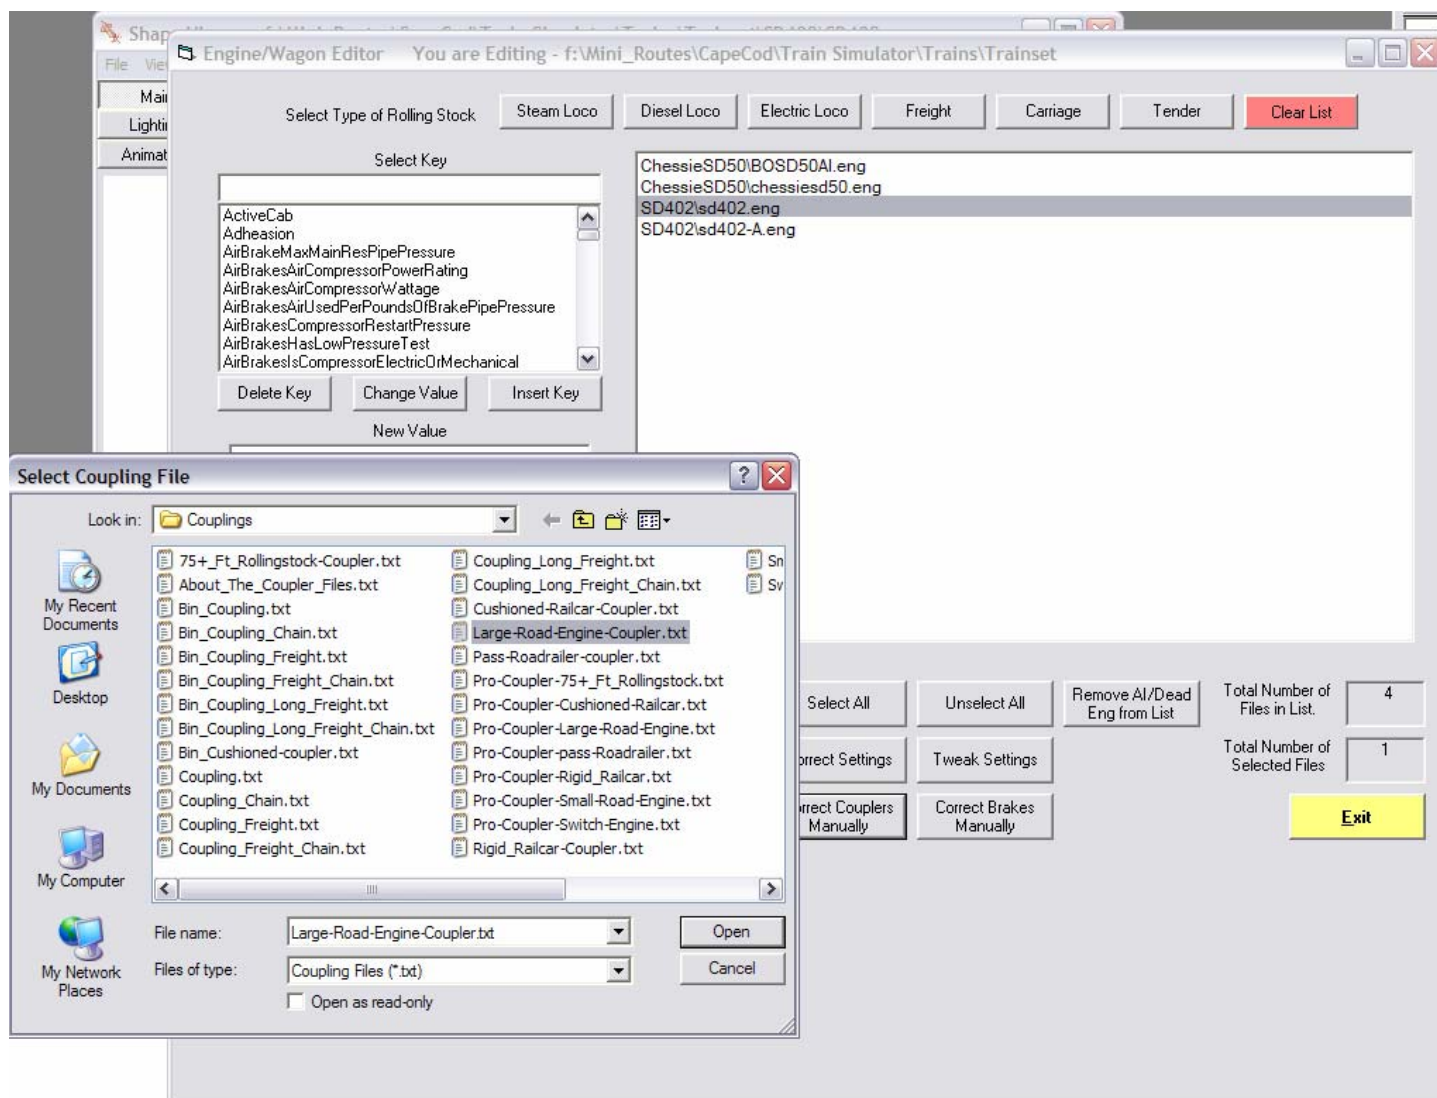 Shap
Engine/Wagon Editor You are Editing - f:\Mini_Routes\CapeCod\Train Simulator\Trains\Trainset
File Vie
Mai
Lighti
Animat
Select Type of Rolling Stock
Steam Loco
Diesel Loco
Electric Loco
Freight
Carriage
Tender
Clear List
Select Key
ActiveCab
Adheasion
AirBrakeMaxMainResPipePressure
AirBrakesAirCompressorPowerRating
AirBrakesAirCompressorWattage
AirBrakesAirUsedPerPoundsOfBrakePipePressure
AirBrakesCompressorRestartPressure
AirBrakesHasLowPressureTest
AirBrakesIsCompressorElectricOrMechanical
Delete Key
Change Value
Insert Key
New Value
ChessieSD50\BOSD50AI.eng
ChessieSD50\chessiesd50.eng
SD402\sd402.eng
SD402\sd402-A.eng
Select Coupling File
Look in:
Couplings
My Recent
Documents
Desktop
My Documents
My Computer
My Network
Places
75+_Ft_Rollingstock-Coupler.txt
About_The_Coupler_Files.txt
Bin_Coupling.txt
Bin_Coupling_Chain.txt
Bin_Coupling_Freight.txt
Bin_Coupling_Freight_Chain.txt
Bin_Coupling_Long_Freight.txt
Bin_Coupling_Long_Freight_Chain.txt
Bin_Cushioned-coupler.txt
Coupling.txt
Coupling_Chain.txt
Coupling_Freight.txt
Coupling_Freight_Chain.txt
Coupling_Long_Freight.txt
Coupling_Long_Freight_Chain.txt
Cushioned-Railcar-Coupler.txt
Large-Road-Engine-Coupler.txt
Pass-Roadrailer-coupler.txt
Pro-Coupler-75+_Ft_Rollingstock.txt
Pro-Coupler-Cushioned-Railcar.txt
Pro-Coupler-Large-Road-Engine.txt
Pro-Coupler-pass-Roadrailer.txt
Pro-Coupler-Rigid_Railcar.txt
Pro-Coupler-Small-Road-Engine.txt
Pro-Coupler-Switch-Engine.txt
Rigid_Railcar-Coupler.txt
Sn
Sv
File name:
Large-Road-Engine-Coupler.txt
Open
Files of type:
Coupling Files (*.txt)
Cancel
Open as read-only
Select All
Unselect All
Remove AI/Dead
Eng from List
Total Number of
Files in List.
4
orrect Settings
Tweak Settings
Total Number of
Selected Files
1
orrect Couplers
Manually
Correct Brakes
Manually
Exit